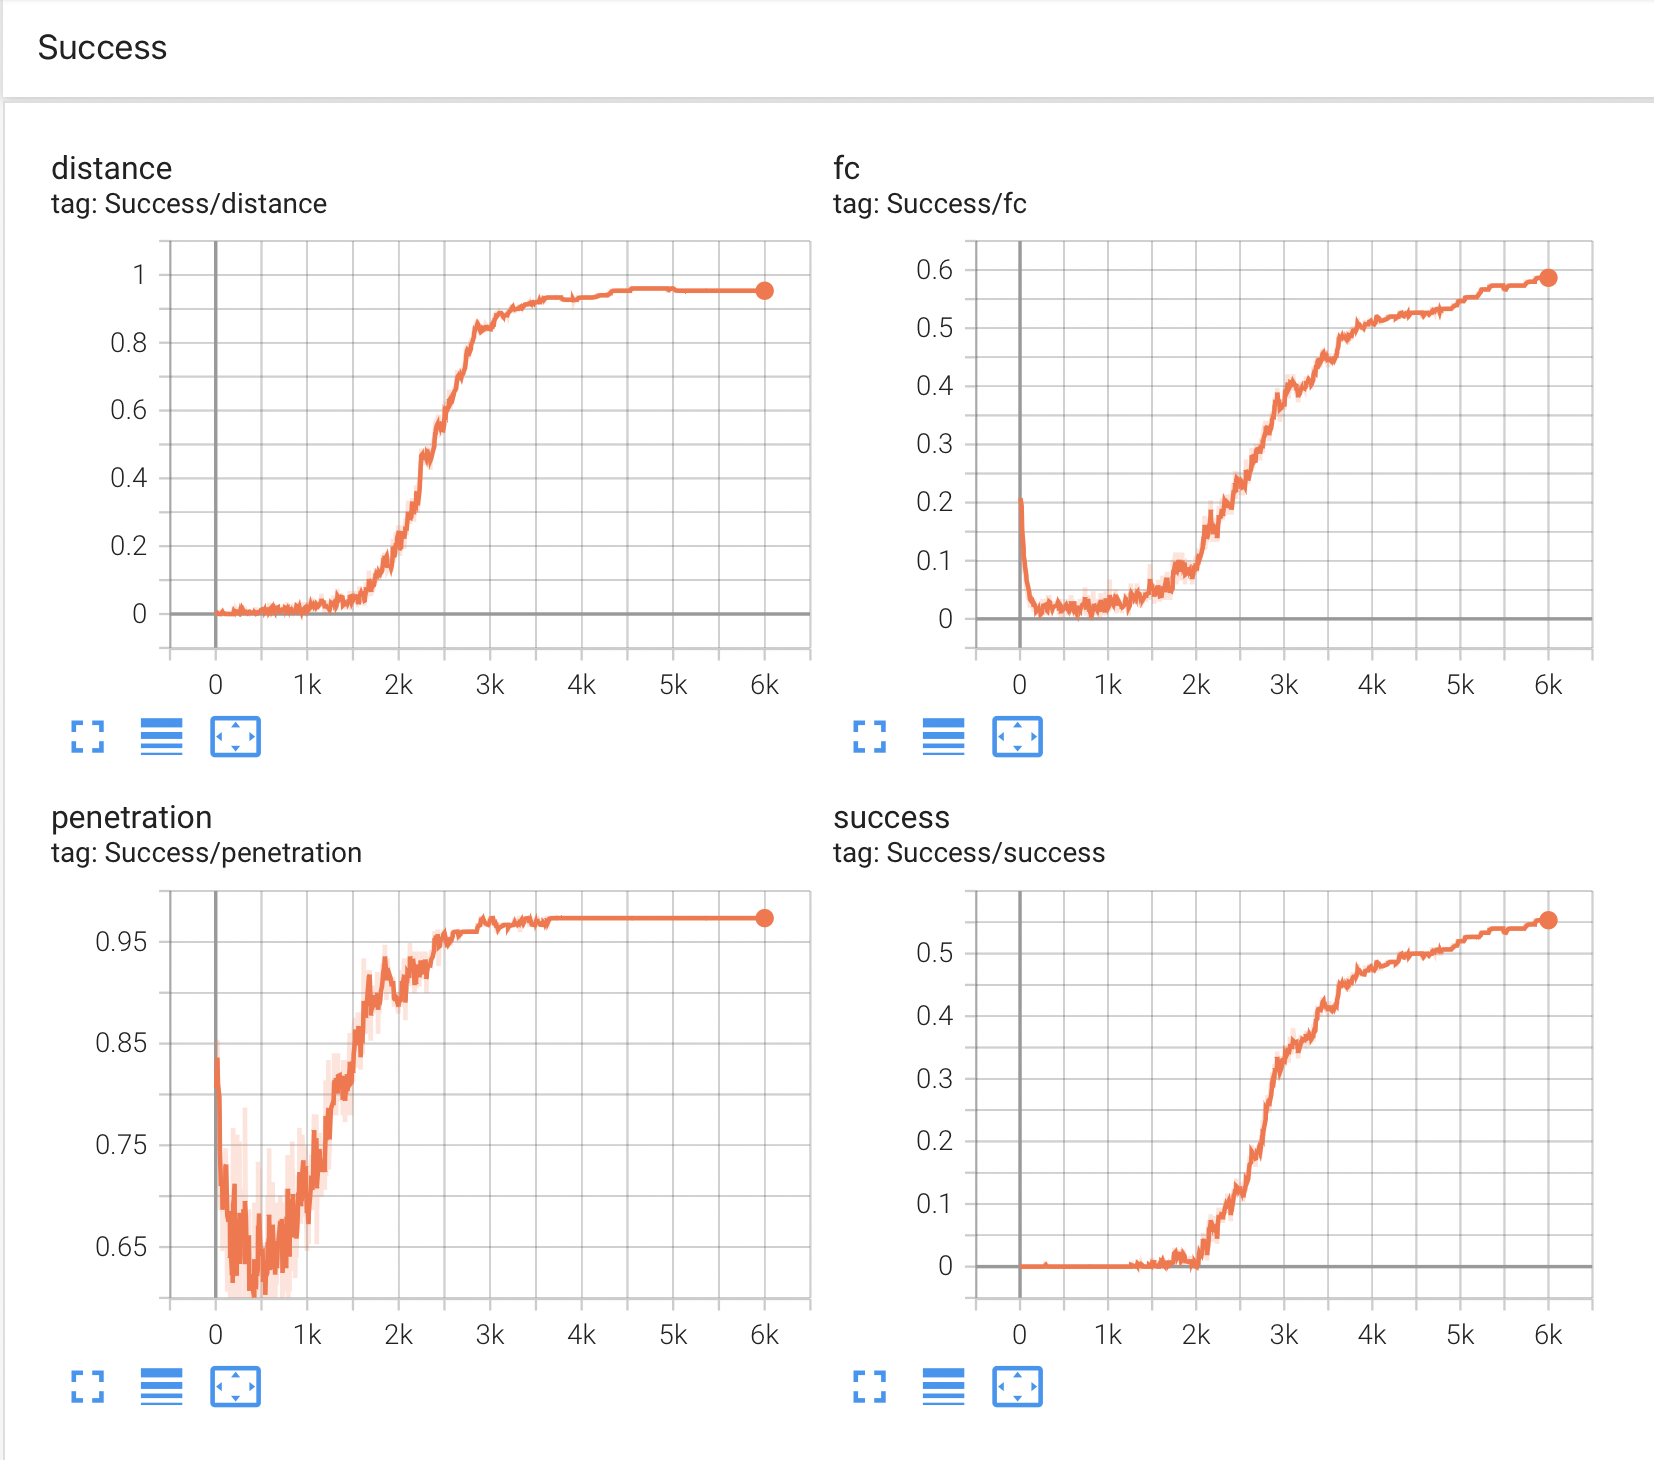 Success
distance
tag: Success/distance
1
0.8
0.6
0.4
0.2
0
0 1k 2k 3k 4k 5k 6k
fc
tag: Success/fc
0.6
0.5
0.4
0.3
0.2
0.1
0
0 1k 2k 3k 4k 5k 6k
penetration
tag: Success/penetration
0.95
0.85
0.75
0.65
0 1k 2k 3k 4k 5k 6k
success
tag: Success/success
0.5
0.4
0.3
0.2
0.1
0
0 1k 2k 3k 4k 5k 6k